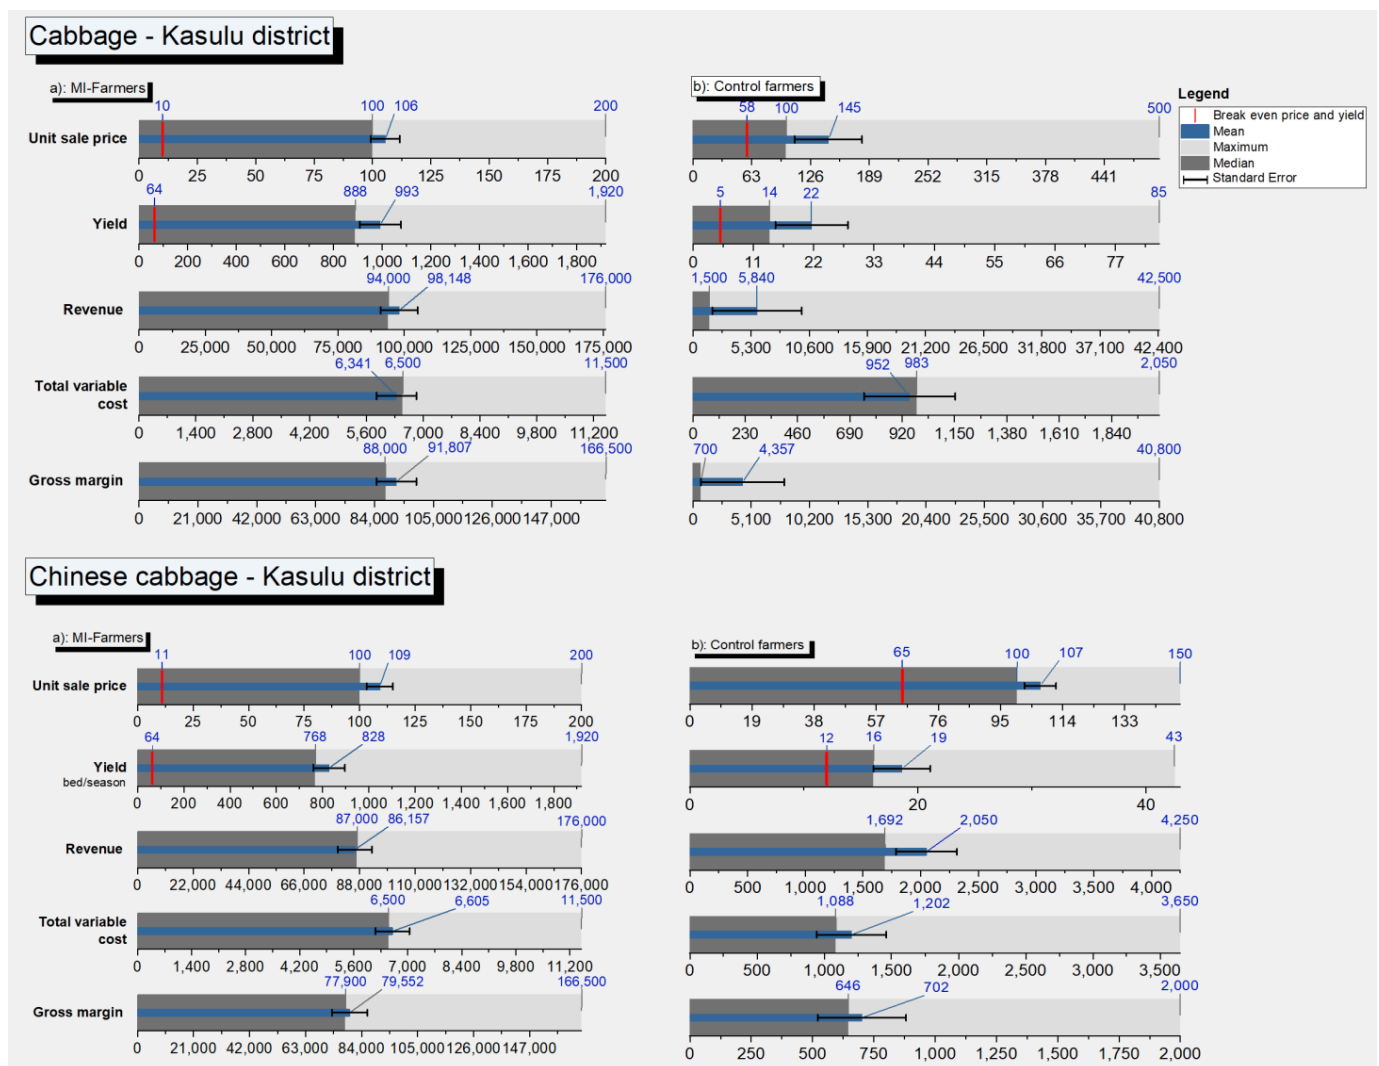 Cabbage - Kasulu district
a): MI-Farmers
10 100 106 200
Unit sale price
0 25 50 75 100 125 150 175 200
64 888 993 1,920
Yield
0 200 400 600 800 1,000 1,200 1,400 1,600 1,800
94,000 98,148 176,000
Revenue
0 25,000 50,000 75,000 100,000 125,000 150,000 175,000
6,341 6,500 11,500
Total variable
cost
0 1,400 2,800 4,200 5,600 7,000 8,400 9,800 11,200
88,000 91,807 166,500
Gross margin
0 21,000 42,000 63,000 84,000 105,000 126,000 147,000
b): Control farmers
58 100 145 500
0 63 126 189 252 315 378 441
5 14 22 85
0 11 22 33 44 55 66 77
1,500 5,840 42,500
0 5,300 10,600 15,900 21,200 26,500 31,800 37,100 42,400
952 983 2,050
0 230 460 690 920 1,150 1,380 1,610 1,840
700 4,357 40,800
0 5,100 10,200 15,300 20,400 25,500 30,600 35,700 40,800
Legend
Break even price and yield
Mean
Maximum
Median
Standard Error
Chinese cabbage - Kasulu district
a): MI-Farmers
11 100 109 200
Unit sale price
0 25 50 75 100 125 150 175 200
64 768 828 1,920
Yield
bed/season
0 200 400 600 800 1,000 1,200 1,400 1,600 1,800
87,000 86,157 176,000
Revenue
0 22,000 44,000 66,000 88,000 110,000 132,000 154,000 176,000
6,500 6,605 11,500
Total variable
cost
0 1,400 2,800 4,200 5,600 7,000 8,400 9,800 11,200
77,900 79,552 166,500
Gross margin
0 21,000 42,000 63,000 84,000 105,000 126,000 147,000
b): Control farmers
65 100 107 150
0 19 38 57 76 95 114 133
12 16 19 43
0 20 40
1,692 2,050 4,250
0 500 1,000 1,500 2,000 2,500 3,000 3,500 4,000
1,088 1,202 3,650
0 500 1,000 1,500 2,000 2,500 3,000 3,500
646 702 2,000
0 250 500 750 1,000 1,250 1,500 1,750 2,000